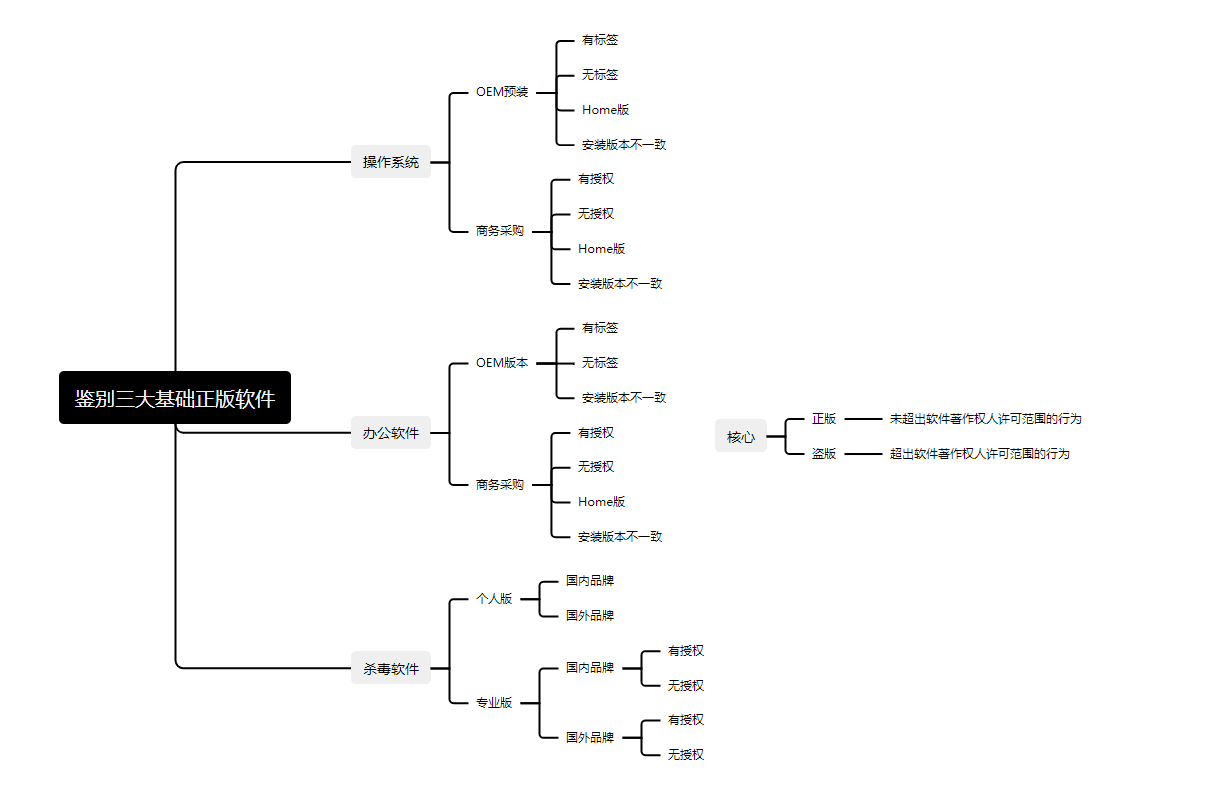 鉴别三大基础正版软件
操作系统
OEM预装
有标签
无标签
Home版
安装版本不一致
商务采购
有授权
无授权
Home版
安装版本不一致
办公软件
OEM版本
有标签
无标签
安装版本不一致
商务采购
有授权
无授权
Home版
安装版本不一致
杀毒软件
个人版
国内品牌
国外品牌
专业版
国内品牌
有授权
无授权
国外品牌
有授权
无授权
核心
正版
未超出软件著作权人许可范围的行为
盗版
超出软件著作权人许可范围的行为